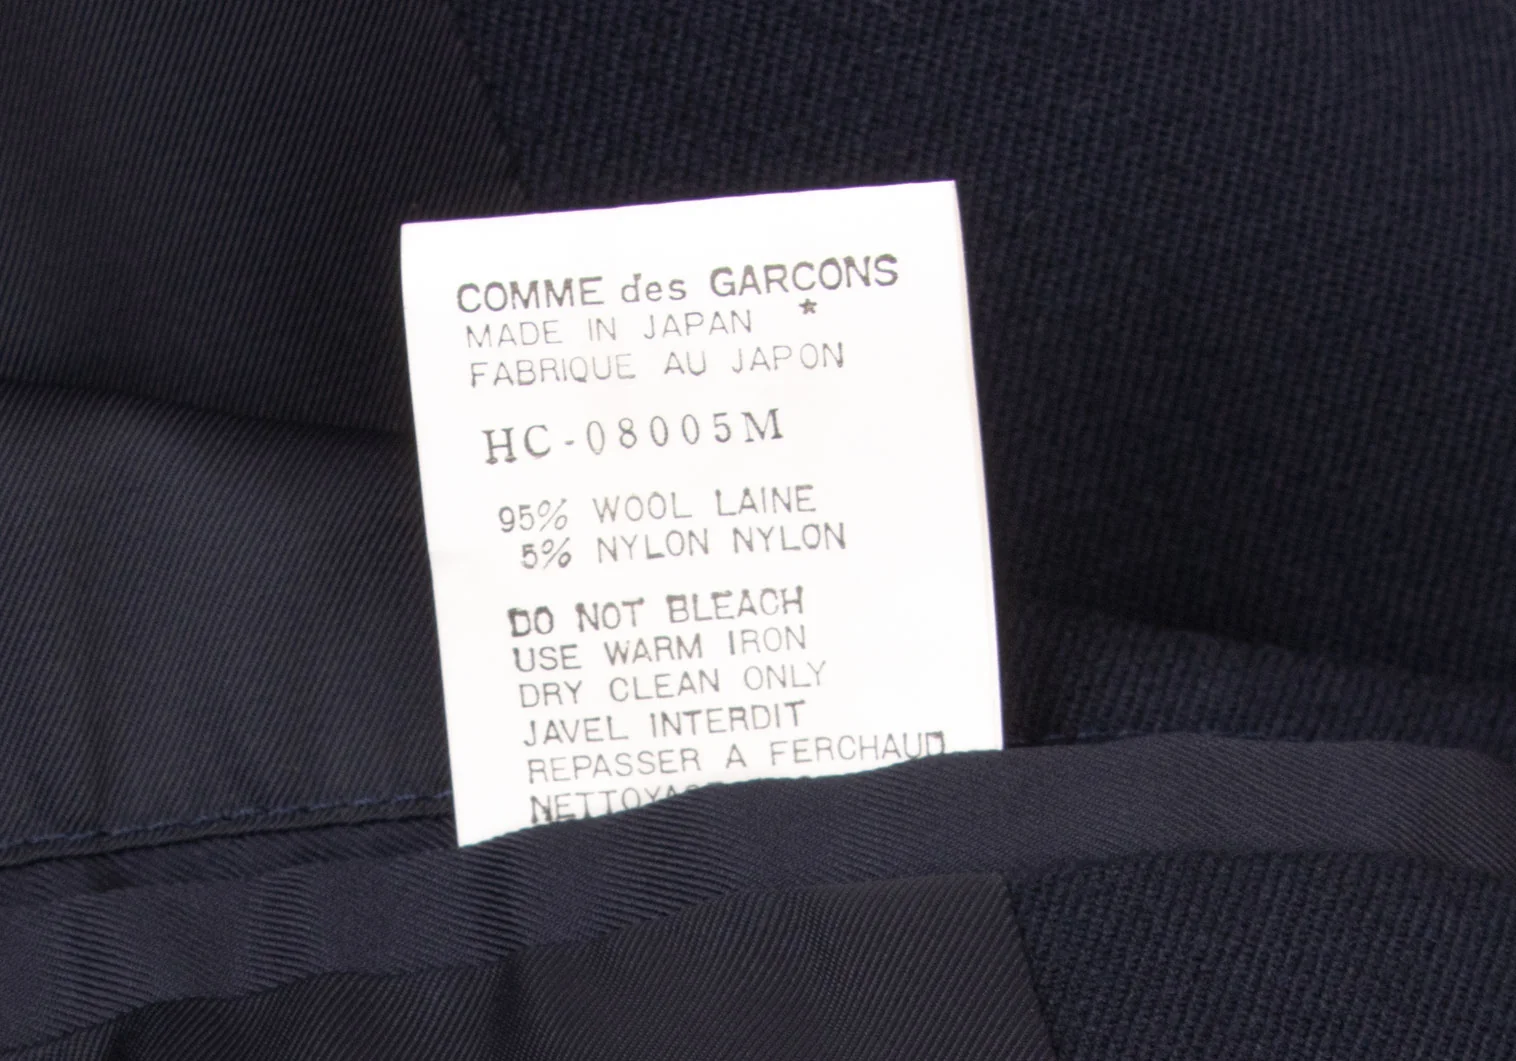 COMME des GARCONS
*
MADE IN JAPAN
FABRIQUE AU JAPON
HC-08005M
95% WOOL LAINE
5% NYLON NYLON
DO NOT BLEACH
USE WARM IRON
DRY CLEAN ONLY
JAVEL INTERDIT
REPASSER A FERCHAUD